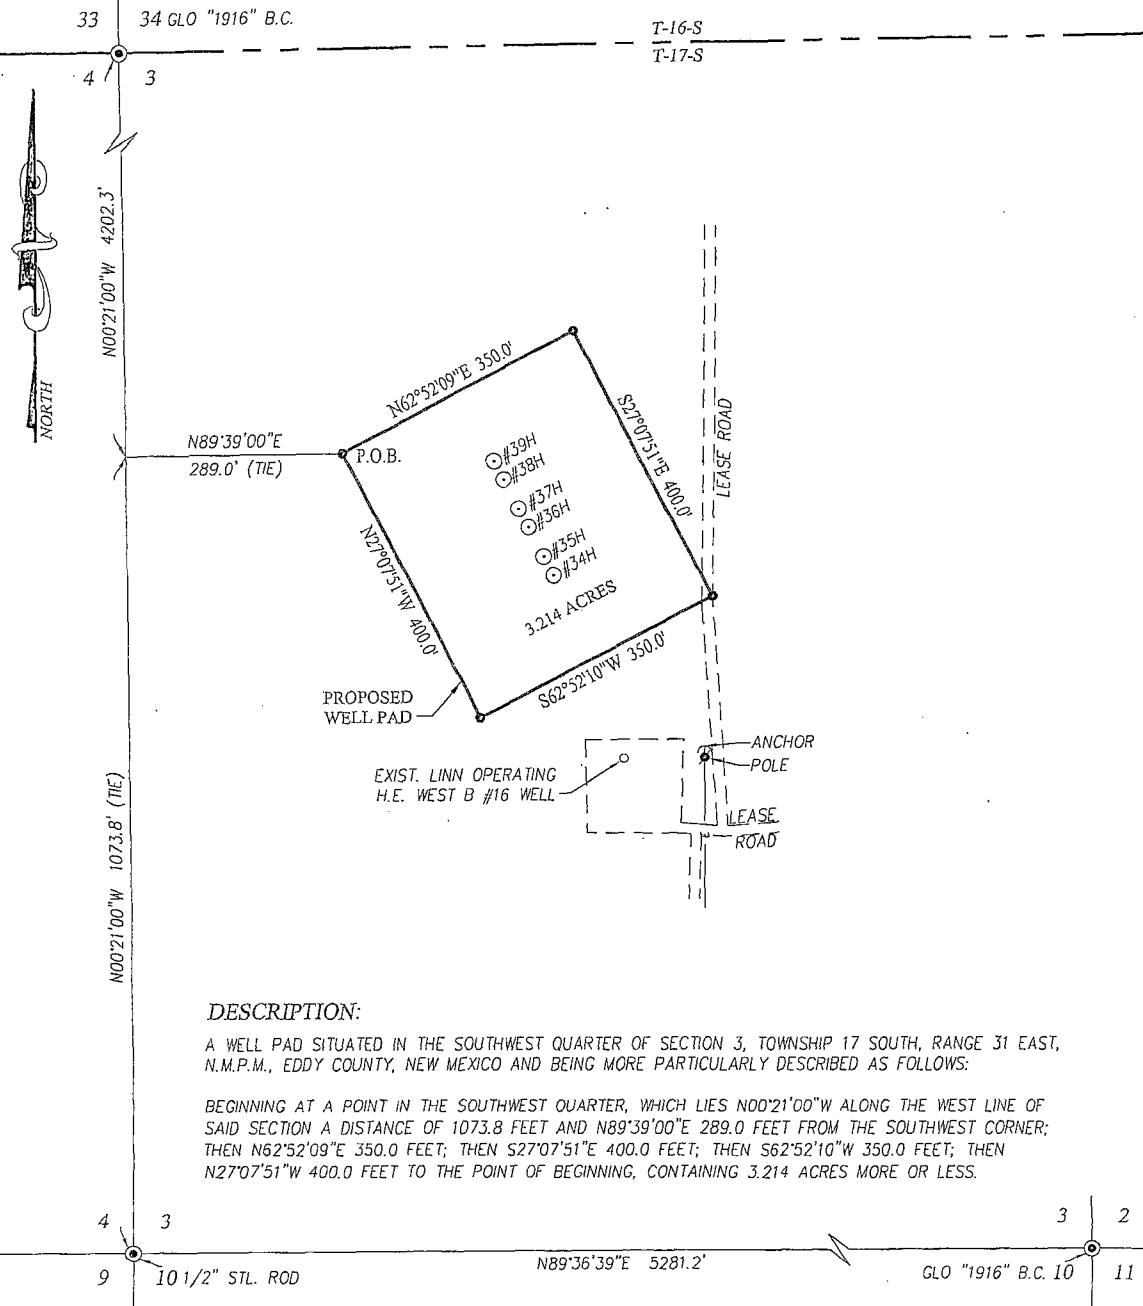 33 34 GLO "1916" B.C.
T-16-S
T-17-S
4 3
N00°21'00"W 4202.3'
NORTH
N62°52'09"E 350.0'
S27°07'51"E 400.0'
LEASE ROAD
N89°39'00"E
289.0' (TIE)
P.O.B.
#39H
#38H
#37H
#36H
#35H
#34H
3.214 ACRES
N27°07'51"W 400.0'
S62°52'10"W 350.0'
PROPOSED
WELL PAD
ANCHOR
POLE
EXIST. LINN OPERATING
H.E. WEST B #16 WELL
LEASE
ROAD
N00°21'00"W 1073.8' (TIE)
DESCRIPTION:
A WELL PAD SITUATED IN THE SOUTHWEST QUARTER OF SECTION 3, TOWNSHIP 17 SOUTH, RANGE 31 EAST,
N.M.P.M., EDDY COUNTY, NEW MEXICO AND BEING MORE PARTICULARLY DESCRIBED AS FOLLOWS:
BEGINNING AT A POINT IN THE SOUTHWEST QUARTER, WHICH LIES N00°21'00"W ALONG THE WEST LINE OF
SAID SECTION A DISTANCE OF 1073.8 FEET AND N89°39'00"E 289.0 FEET FROM THE SOUTHWEST CORNER;
THEN N62°52'09"E 350.0 FEET; THEN S27°07'51"E 400.0 FEET; THEN S62°52'10"W 350.0 FEET; THEN
N27°07'51"W 400.0 FEET TO THE POINT OF BEGINNING, CONTAINING 3.214 ACRES MORE OR LESS.
4 3
3 2
N89°36'39"E 5281.2'
9 10 1/2" STL. ROD
GLO "1916" B.C. 10 11